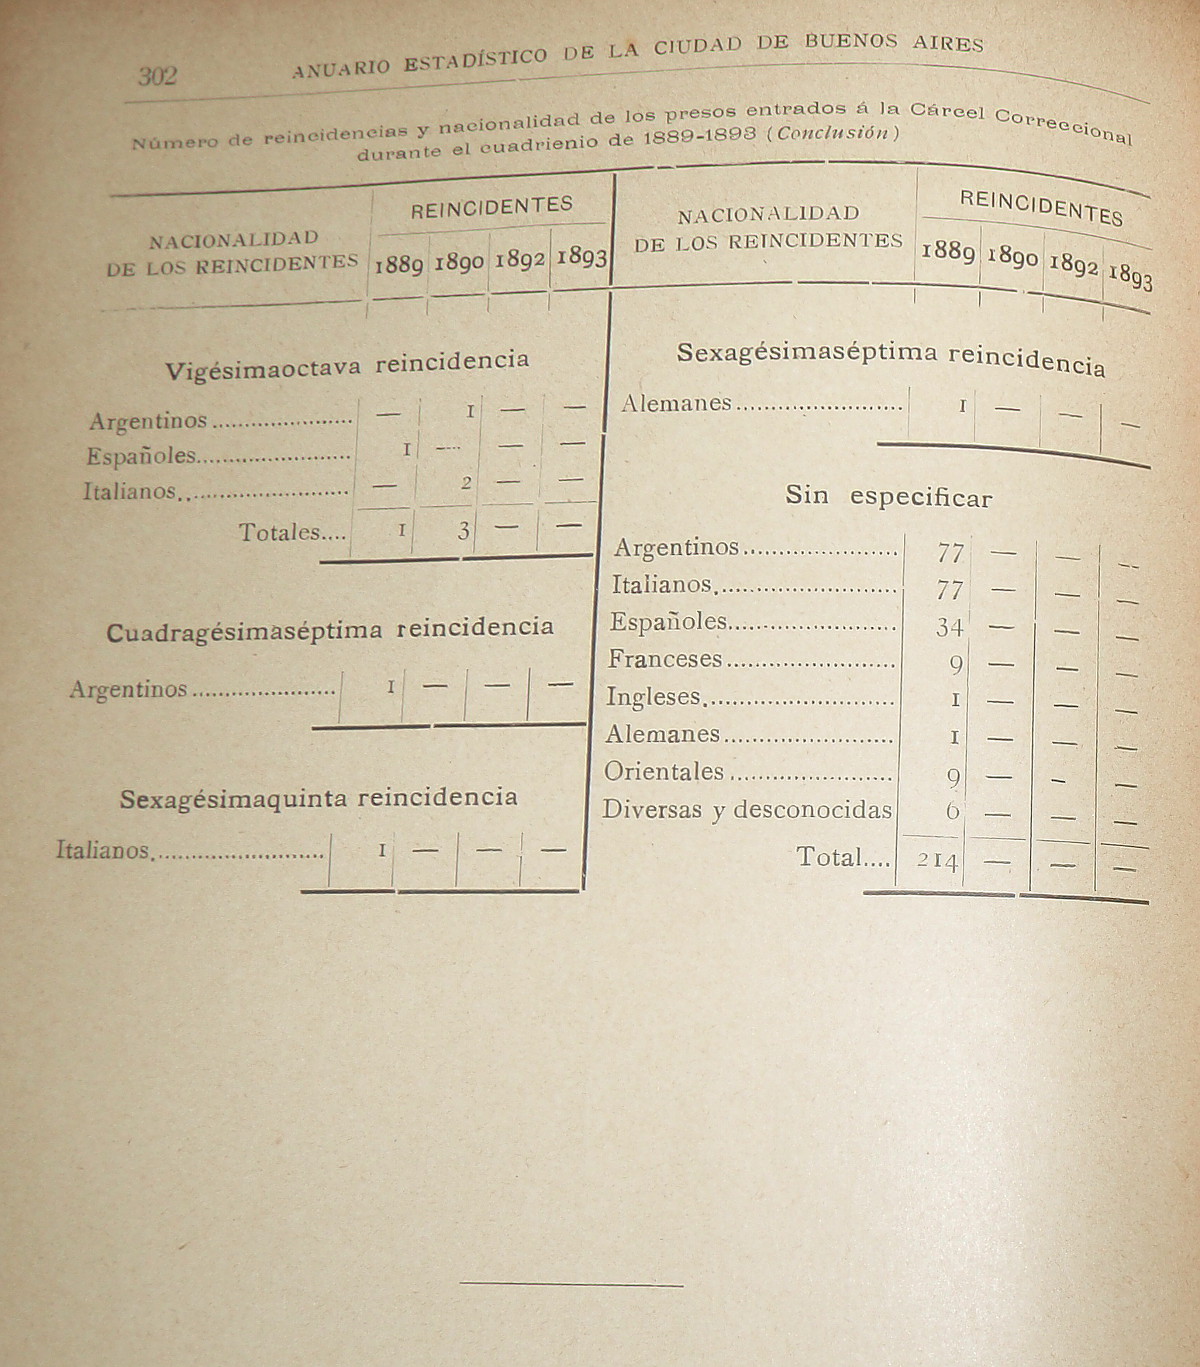 302 ANUARIO ESTADÍSTICO DE LA CIUDAD DE BUENOS AIRES
Número de reincidencias y nacionalidad de los presos entrados á la Cárcel Correccional
durante el cuadrienio de 1889-1893 (Conclusión)
NACIONALIDAD
DE LOS REINCIDENTES
REINCIDENTES
1889 1890 1892 1893
Vigésimaoctava reincidencia
Argentinos...................... — 1 — —
Españoles........................ 1 — — —
Italianos.......................... — 2 — —
Totales.... 1 3 — —
Cuadragésimaséptima reincidencia
Argentinos...................... 1 — — —
Sexagésimaquinta reincidencia
Italianos.......................... 1 — — —
NACIONALIDAD
DE LOS REINCIDENTES
REINCIDENTES
1889 1890 1892 1893
Sexagésimaséptima reincidencia
Alemanes.......................... 1 — — —
Sin especificar
Argentinos........................ 77 — — —
Italianos............................ 77 — — —
Españoles.......................... 34 — — —
Franceses.......................... 9 — — —
Ingleses............................. 1 — — —
Alemanes.......................... 1 — — —
Orientales......................... 9 — — —
Diversas y desconocidas 6 — — —
Total.... 214 — — —